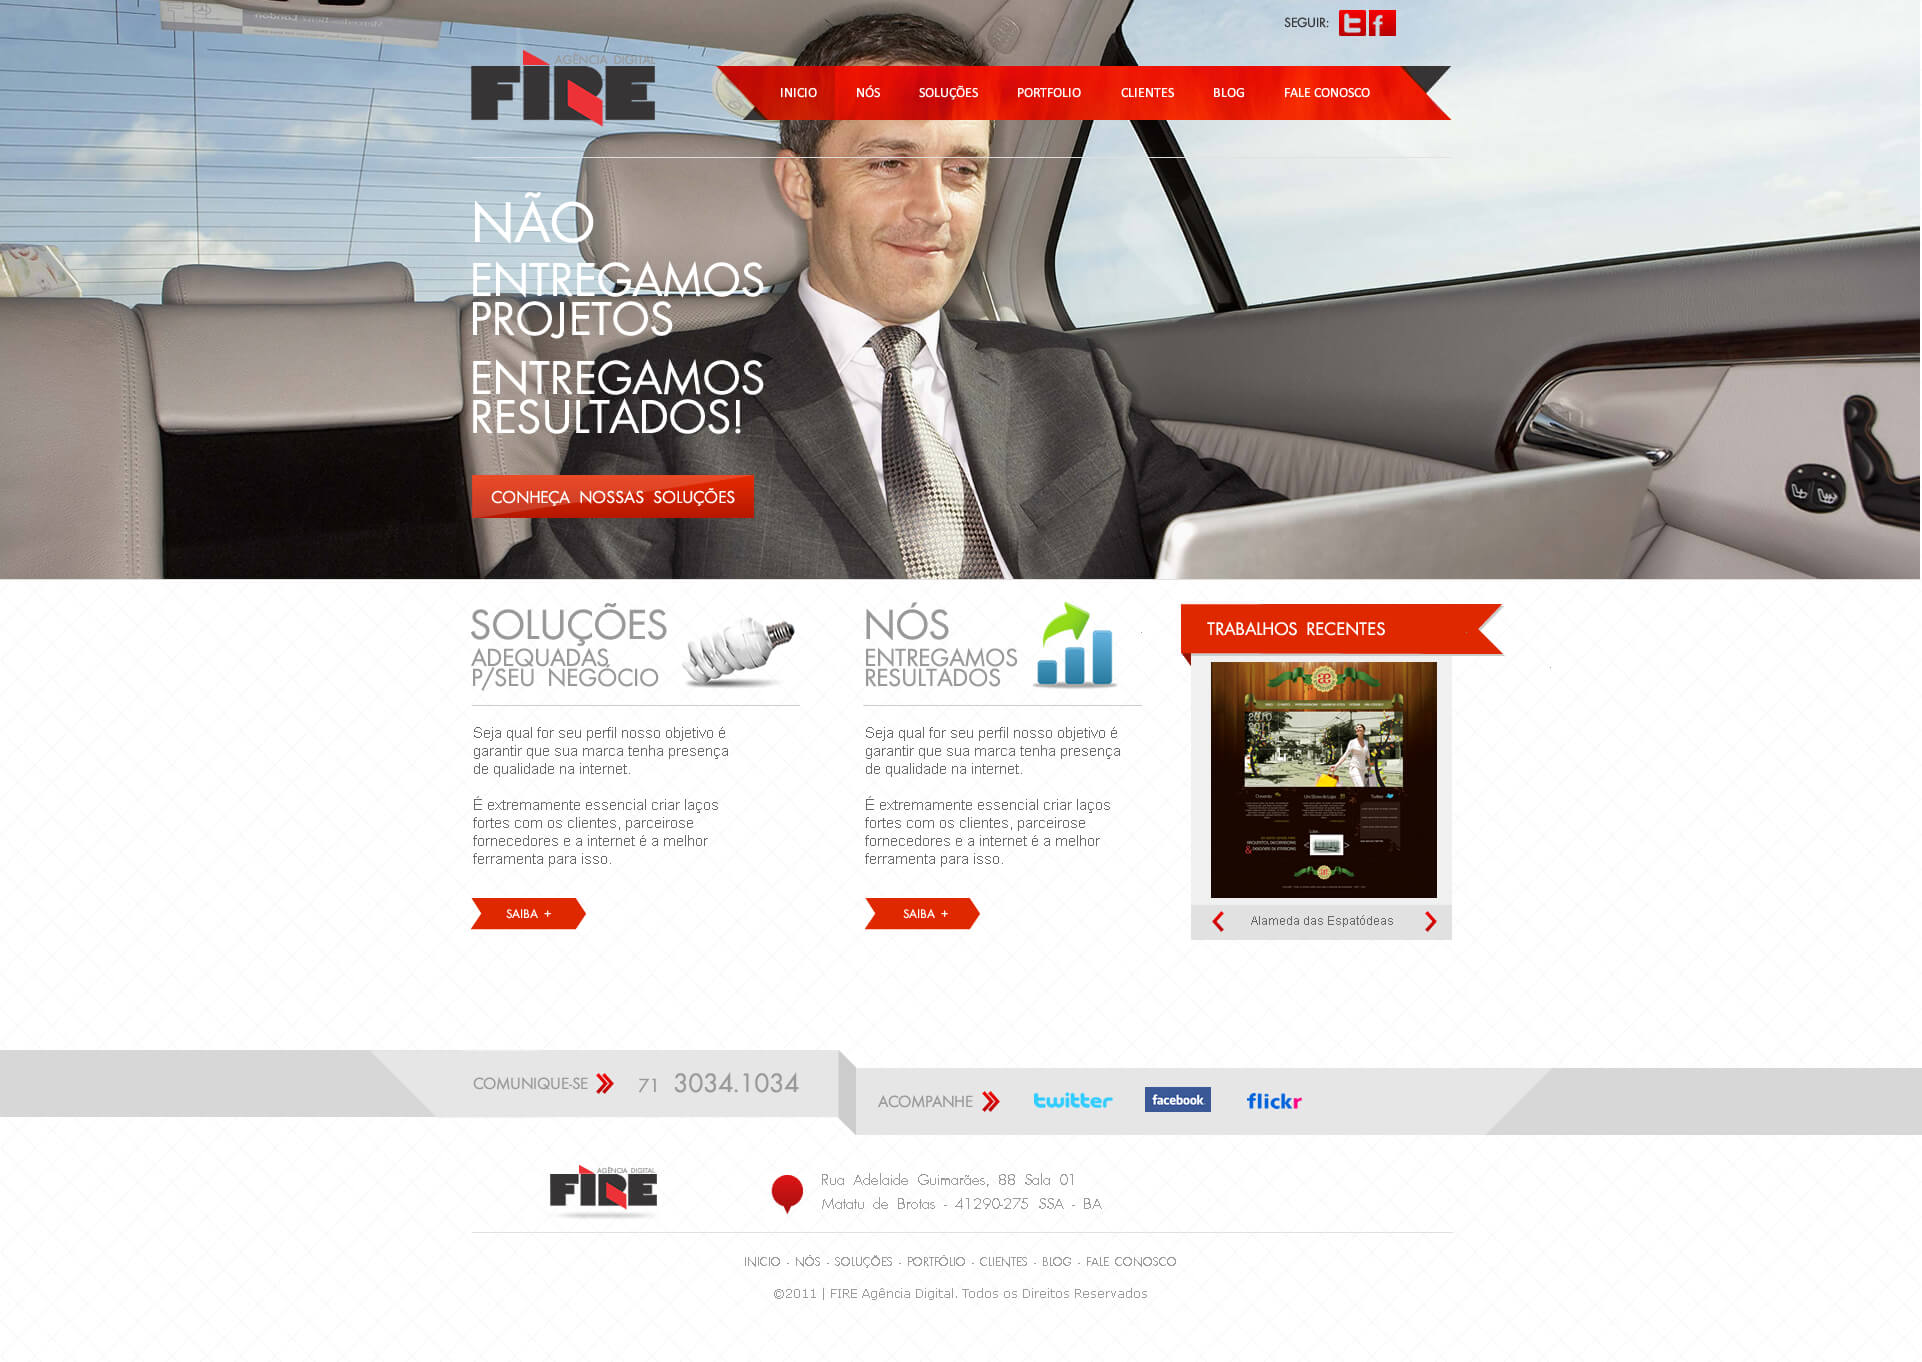 SEGUIR:
AGÊNCIA DIGITAL
FIRE
INICIO NÓS SOLUÇÕES PORTFOLIO CLIENTES BLOG FALE CONOSCO
NÃO
ENTREGAMOS
PROJETOS
ENTREGAMOS
RESULTADOS!
CONHEÇA NOSSAS SOLUÇÕES
SOLUÇÕES
ADEQUADAS
P/SEU NEGÓCIO
Seja qual for seu perfil nosso objetivo é
garantir que sua marca tenha presença
de qualidade na internet.
É extremamente essencial criar laços
fortes com os clientes, parceirose
fornecedores e a internet é a melhor
ferramenta para isso.
SAIBA +
NÓS
ENTREGAMOS
RESULTADOS
Seja qual for seu perfil nosso objetivo é
garantir que sua marca tenha presença
de qualidade na internet.
É extremamente essencial criar laços
fortes com os clientes, parceirose
fornecedores e a internet é a melhor
ferramenta para isso.
SAIBA +
TRABALHOS RECENTES
Alameda das Espatódeas
COMUNIQUE-SE 71 3034.1034
ACOMPANHE twitter facebook flickr
AGÊNCIA DIGITAL
FIRE
Rua Adelaide Guimarães, 88 Sala 01
Matatu de Brotas - 41290-275 SSA - BA
INICIO - NÓS - SOLUÇÕES - PORTFÓLIO - CLIENTES - BLOG - FALE CONOSCO
©2011 | FIRE Agência Digital. Todos os Direitos Reservados